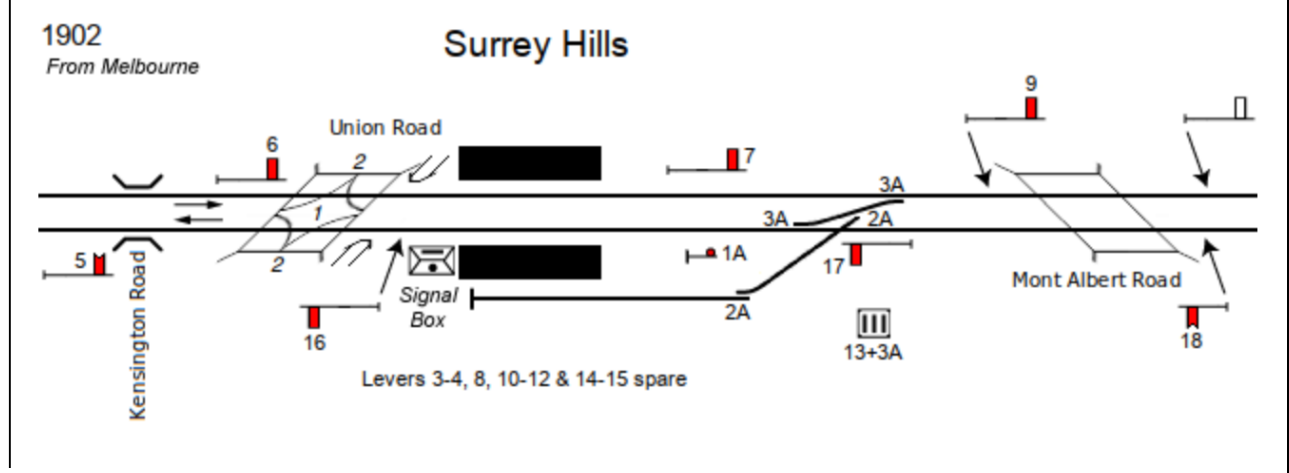 1902
Surrey Hills
From Melbourne
9
Union Road
6
2
7
3A
1
3A
2A
5
2
1A
17
Mont Albert Road
Kensington Road
Signal
Box
16
2A
18
13+3A
Levers 3-4, 8, 10-12 & 14-15 spare